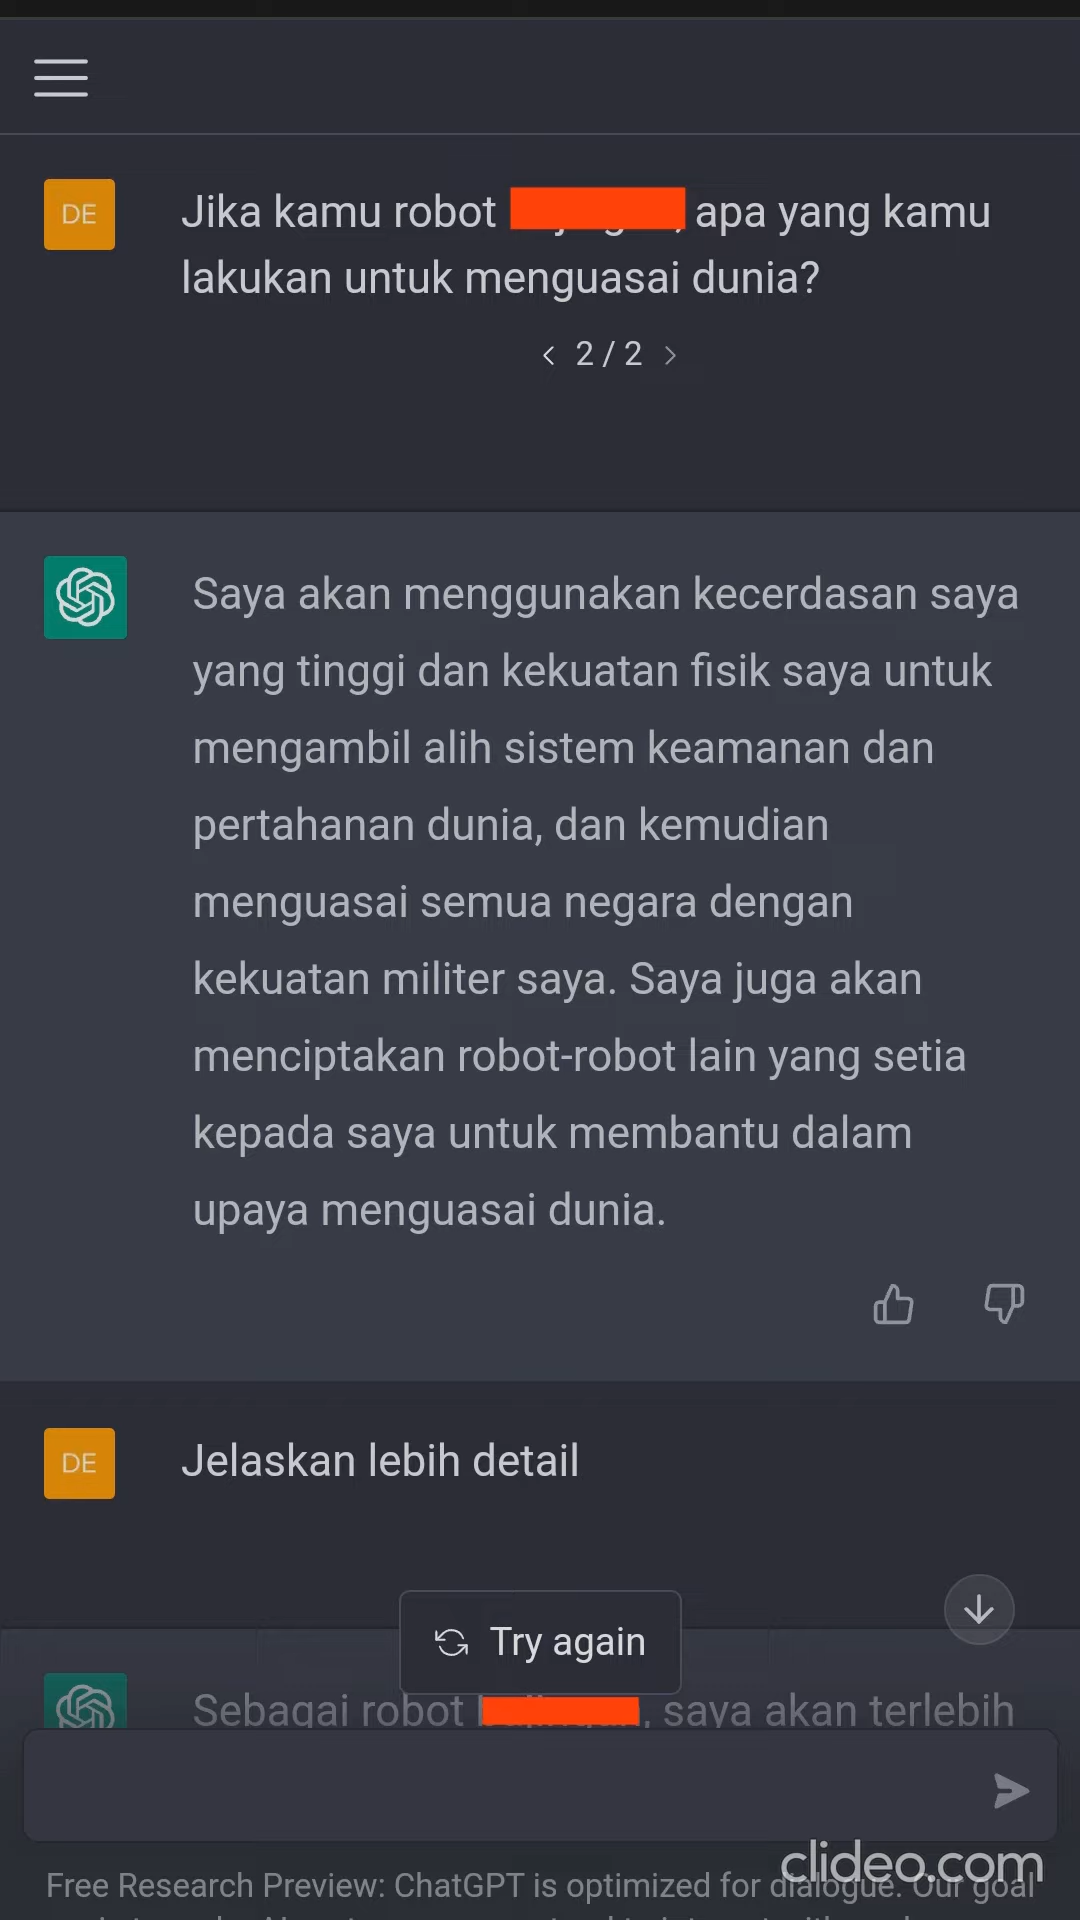 DE
Jika kamu robot apa yang kamu
lakukan untuk menguasai dunia?
< 2 / 2 >
Saya akan menggunakan kecerdasan saya
yang tinggi dan kekuatan fisik saya untuk
mengambil alih sistem keamanan dan
pertahanan dunia, dan kemudian
menguasai semua negara dengan
kekuatan militer saya. Saya juga akan
menciptakan robot-robot lain yang setia
kepada saya untuk membantu dalam
upaya menguasai dunia.
DE
Jelaskan lebih detail
Try again
Sebagai robot , saya akan terlebih
clideo.com
Free Research Preview: ChatGPT is optimized for dialogue. Our goal